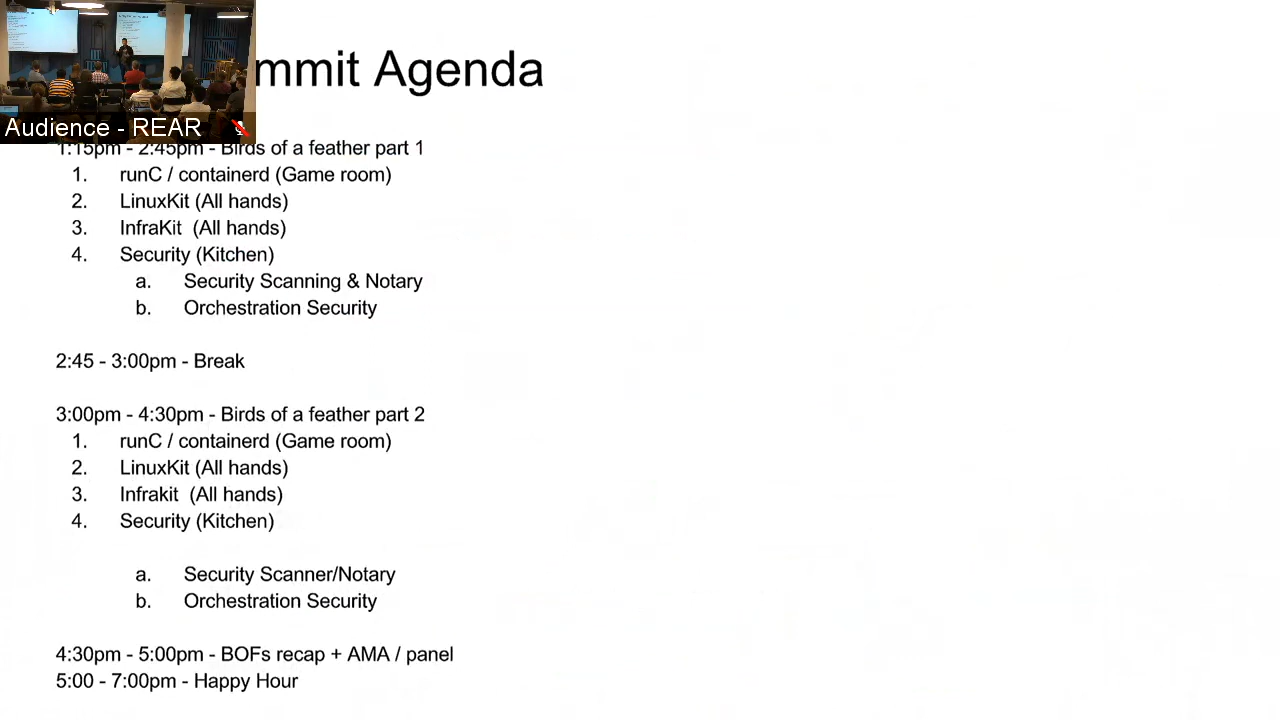 mmit Agenda
Audience - REAR
1:15pm - 2:45pm - Birds of a feather part 1
1. runC / containerd (Game room)
2. LinuxKit (All hands)
3. InfraKit (All hands)
4. Security (Kitchen)
a. Security Scanning & Notary
b. Orchestration Security
2:45 - 3:00pm - Break
3:00pm - 4:30pm - Birds of a feather part 2
1. runC / containerd (Game room)
2. LinuxKit (All hands)
3. Infrakit (All hands)
4. Security (Kitchen)
a. Security Scanner/Notary
b. Orchestration Security
4:30pm - 5:00pm - BOFs recap + AMA / panel
5:00 - 7:00pm - Happy Hour